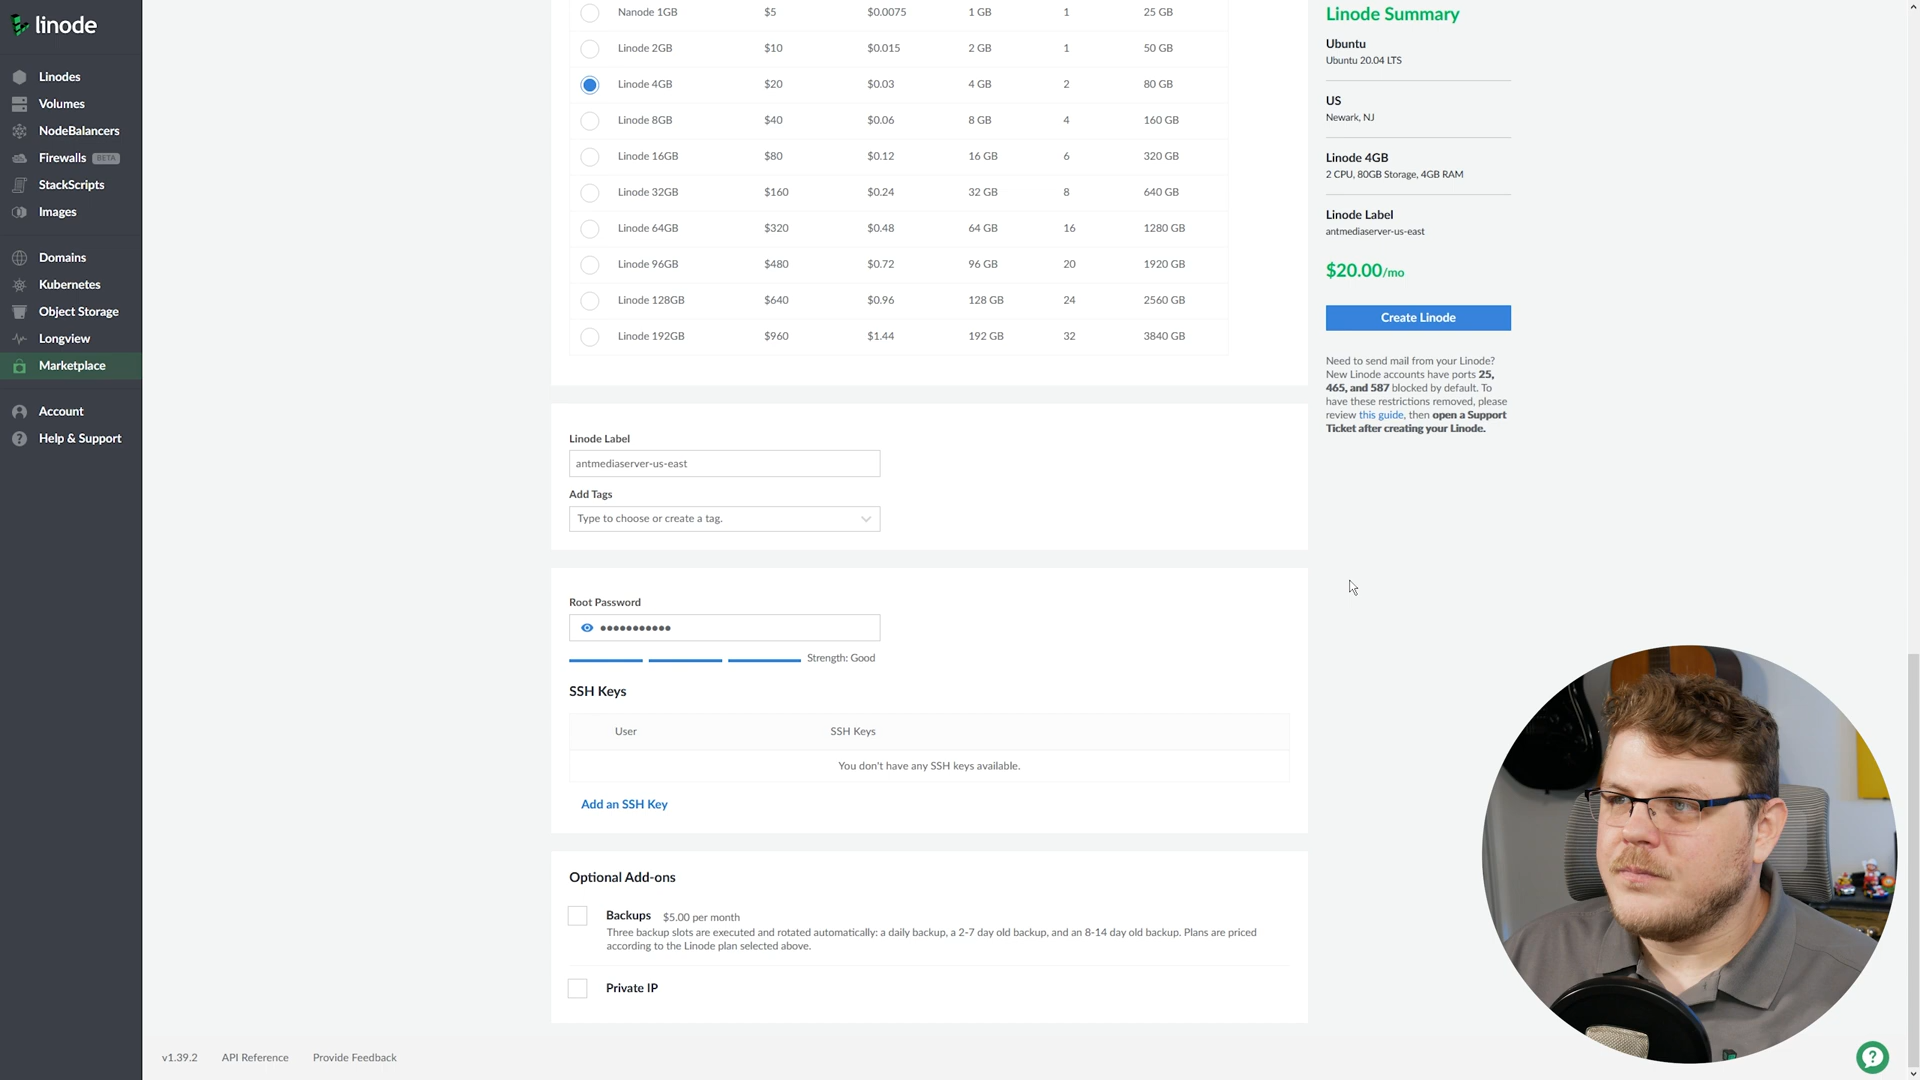 linode
Linodes
Volumes
NodeBalancers
Firewalls BETA
StackScripts
Images
Domains
Kubernetes
Object Storage
Longview
Marketplace
Account
Help & Support
Nanode 1GB $5 $0.0075 1 GB 1 25 GB
Linode 2GB $10 $0.015 2 GB 1 50 GB
Linode 4GB $20 $0.03 4 GB 2 80 GB
Linode 8GB $40 $0.06 8 GB 4 160 GB
Linode 16GB $80 $0.12 16 GB 6 320 GB
Linode 32GB $160 $0.24 32 GB 8 640 GB
Linode 64GB $320 $0.48 64 GB 16 1280 GB
Linode 96GB $480 $0.72 96 GB 20 1920 GB
Linode 128GB $640 $0.96 128 GB 24 2560 GB
Linode 192GB $960 $1.44 192 GB 32 3840 GB
Linode Label
antmediaserver-us-east
Add Tags
Type to choose or create a tag.
Root Password
•••••••••••
Strength: Good
SSH Keys
User SSH Keys
You don't have any SSH keys available.
Add an SSH Key
Optional Add-ons
Backups $5.00 per month
Three backup slots are executed and rotated automatically: a daily backup, a 2-7 day old backup, and an 8-14 day old backup. Plans are priced
according to the Linode plan selected above.
Private IP
Linode Summary
Ubuntu
Ubuntu 20.04 LTS
US
Newark, NJ
Linode 4GB
2 CPU, 80GB Storage, 4GB RAM
Linode Label
antmediaserver-us-east
$20.00/mo
Create Linode
Need to send mail from your Linode?
New Linode accounts have ports 25,
465, and 587 blocked by default. To
have these restrictions removed, please
review this guide, then open a Support
Ticket after creating your Linode.
v1.39.2 API Reference Provide Feedback